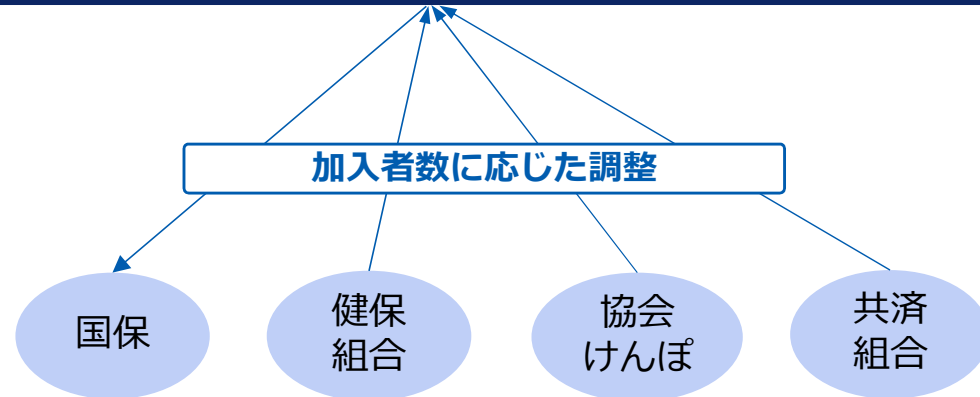 加入者数に応じた調整
国保
健保
組合
協会
けんぽ
共済
組合